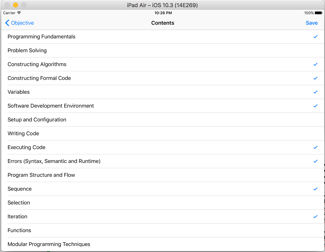 iPad Air – iOS 10.3 (14E269)
Carrier 10:35 PM 100%
Objective Contents Save
Programming Fundamentals
Problem Solving
Constructing Algorithms
Constructing Formal Code
Variables
Software Development Environment
Setup and Configuration
Writing Code
Executing Code
Errors (Syntax, Semantic and Runtime)
Program Structure and Flow
Sequence
Selection
Iteration
Functions
Modular Programming Techniques